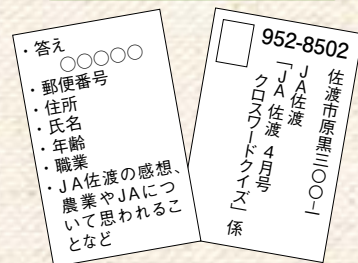 ・答え
○○○○○
・郵便番号
・住所
・氏名
・年齢
・職業
・JA佐渡の感想、
農業やJAにつ
いて思われるこ
となど
952-8502
佐渡市原黒三〇〇ー一
JA佐渡
「JA佐渡 4月号
クロスワードクイズ」係